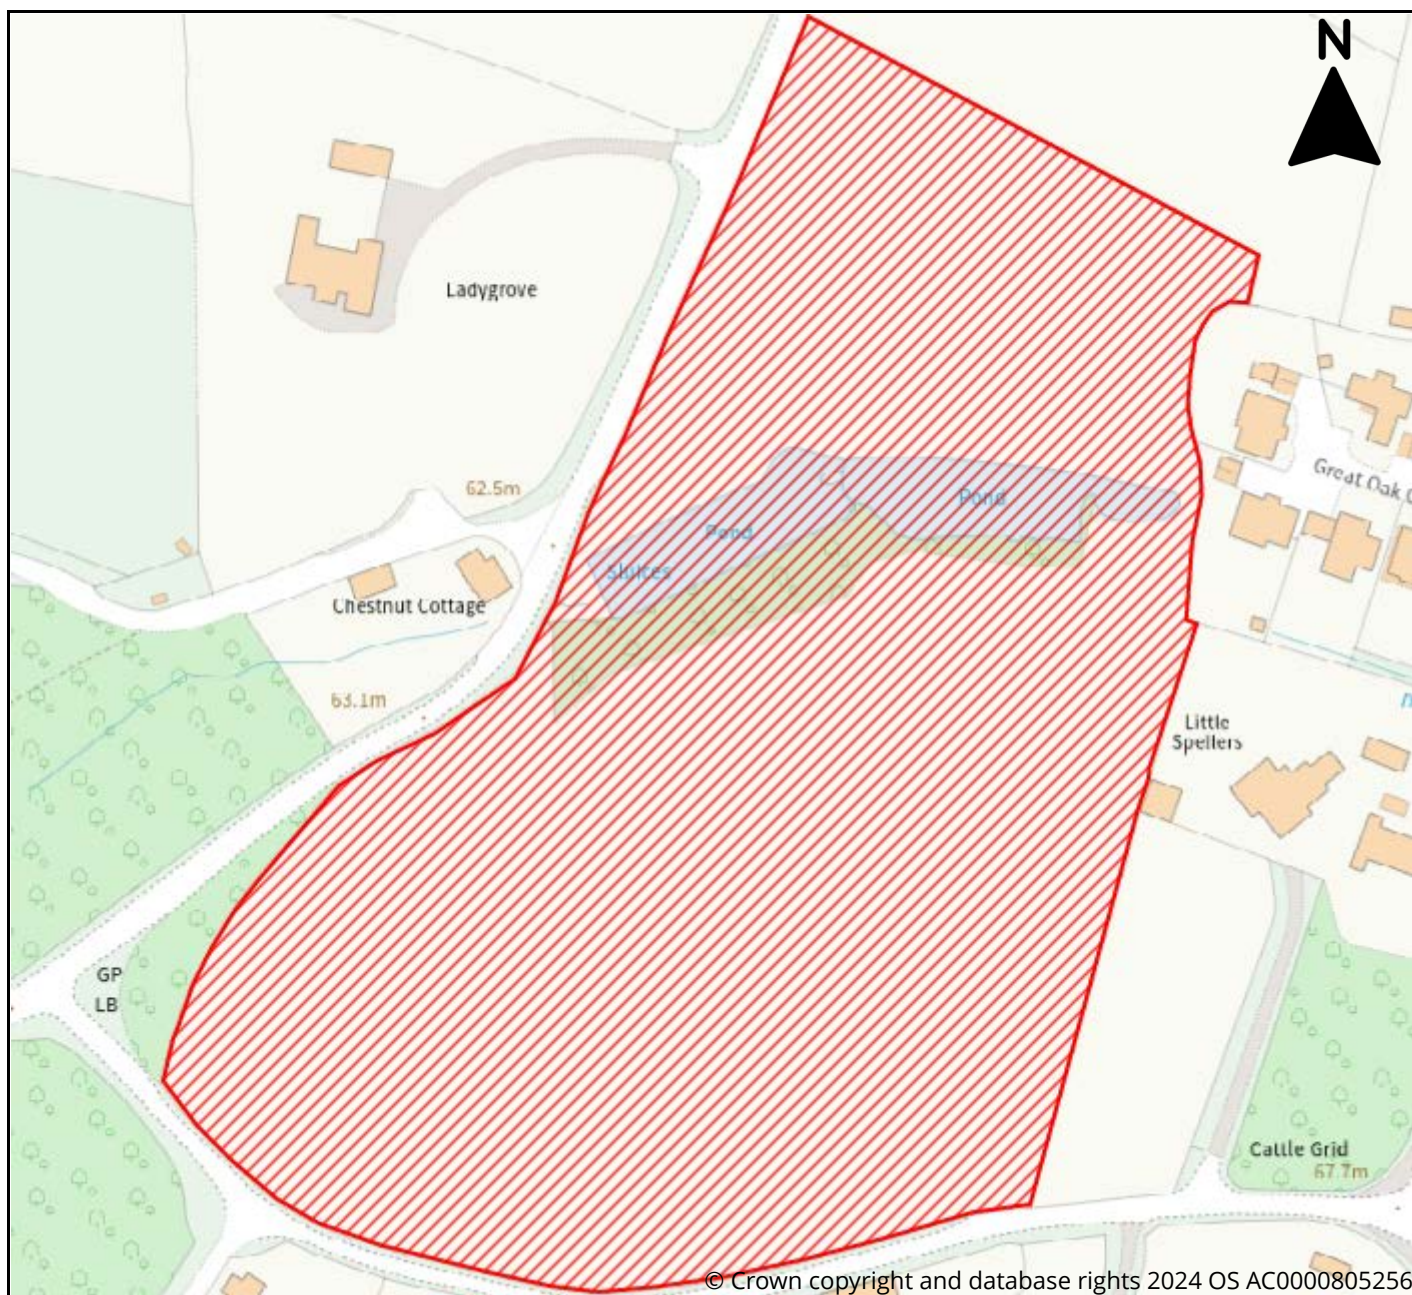 N
Ladygrove
62.5m
Great Oak C
Pond
Pond
Sluices
Chestnut Cottage
63.1m
Little
Spellers
GP
LB
Cattle Grid
67.7m
© Crown copyright and database rights 2024 OS AC0000805256